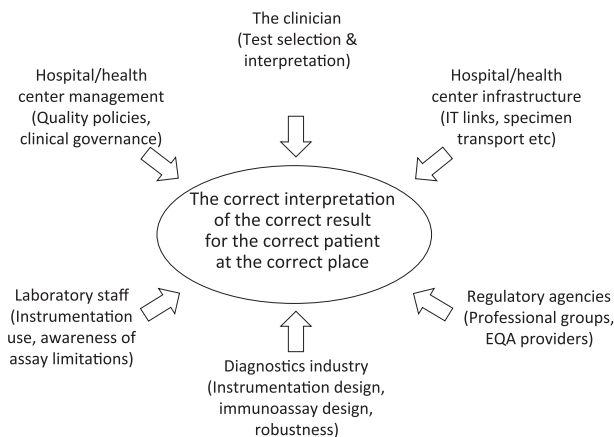 The clinician
(Test selection &
interpretation)
Hospital/health
center management
(Quality policies,
clinical governance)
Hospital/health
center infrastructure
(IT links, specimen
transport etc)
The correct interpretation
of the correct result
for the correct patient
at the correct place
Laboratory staff
(Instrumentation
use, awareness of
assay limitations)
Regulatory agencies
(Professional groups,
EQA providers)
Diagnostics industry
(Instrumentation design,
immunoassay design,
robustness)